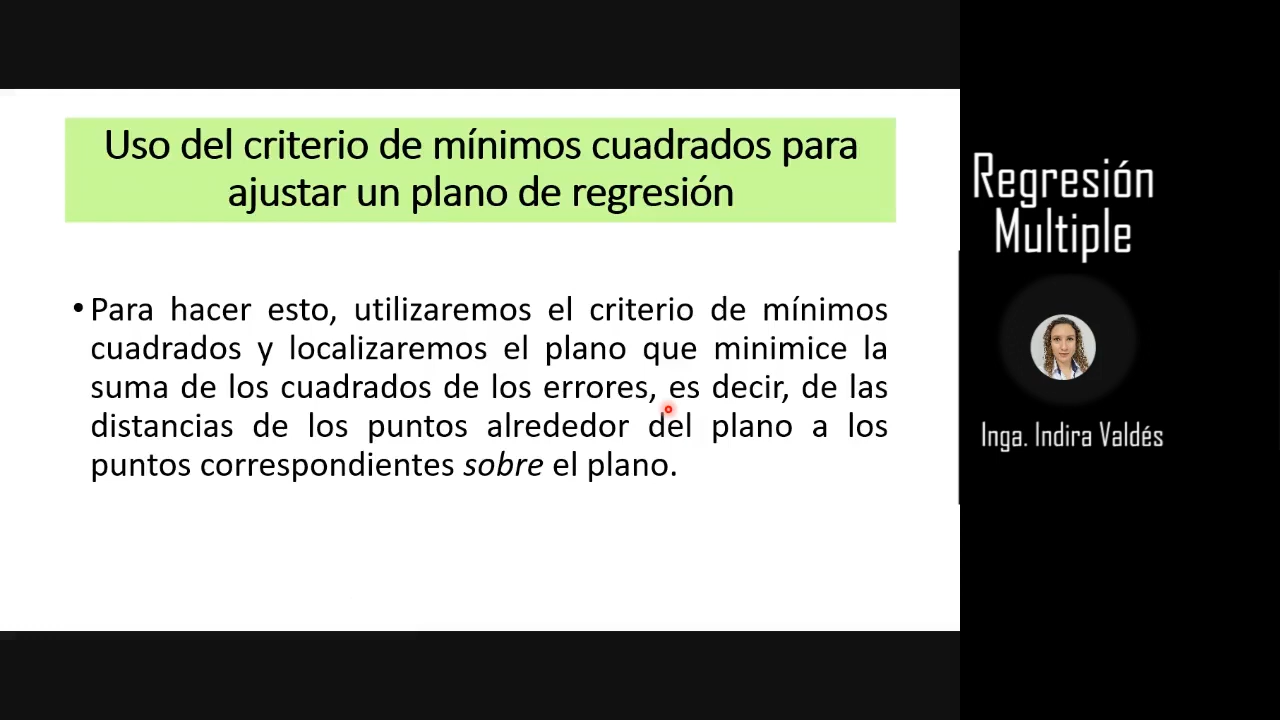 Uso del criterio de mínimos cuadrados para
ajustar un plano de regresión
• Para hacer esto, utilizaremos el criterio de mínimos
cuadrados y localizaremos el plano que minimice la
suma de los cuadrados de los errores, es decir, de las
distancias de los puntos alrededor del plano a los
puntos correspondientes sobre el plano.
Regresión
Multiple
Inga. Indira Valdés